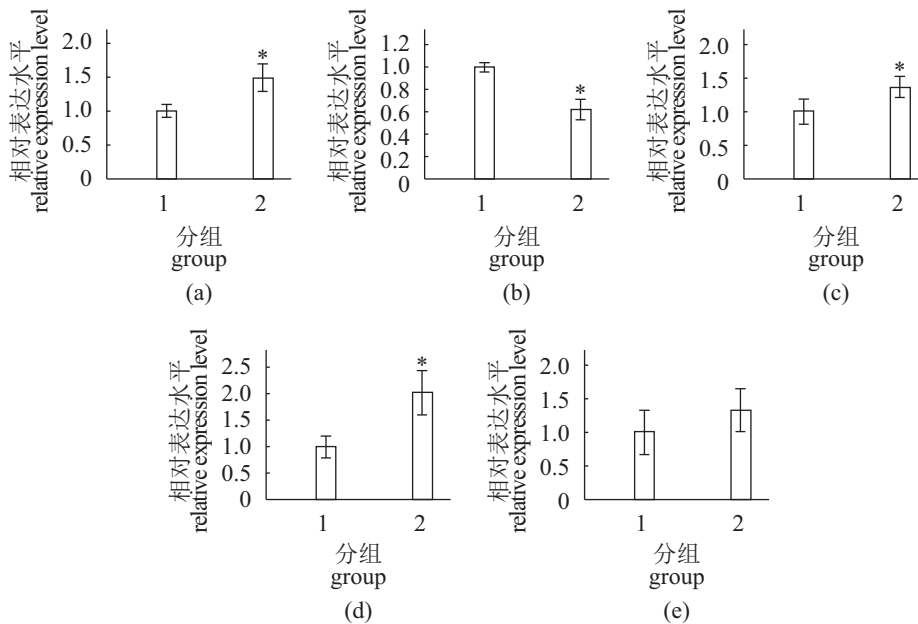 相对表达水平
relative expression level
2.0
1.5
1.0
0.5
0
*
1 2
分组
group
(a)
相对表达水平
relative expression level
1.2
1.0
0.8
0.6
0.4
0.2
0
*
1 2
分组
group
(b)
相对表达水平
relative expression level
2.0
1.5
1.0
0.5
0
*
1 2
分组
group
(c)
相对表达水平
relative expression level
2.5
2.0
1.5
1.0
0.5
0
*
1 2
分组
group
(d)
相对表达水平
relative expression level
2.0
1.5
1.0
0.5
0
1 2
分组
group
(e)